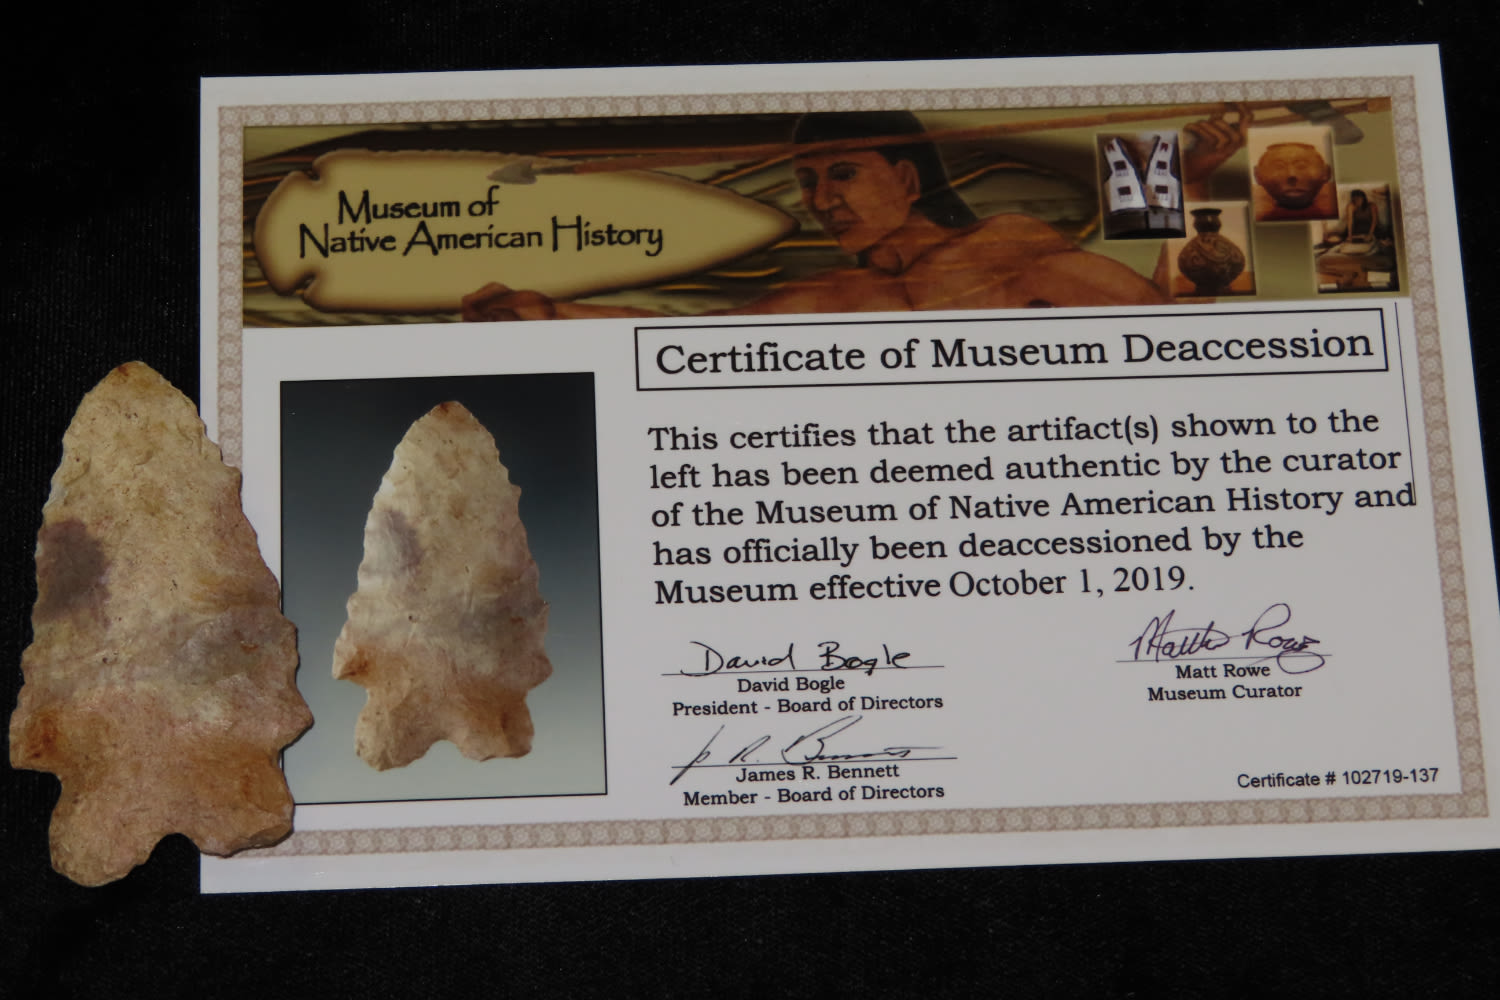 Museum of
Native American History
Certificate of Museum Deaccession
This certifies that the artifact(s) shown to the
left has been deemed authentic by the curator
of the Museum of Native American History and
has officially been deaccessioned by the
Museum effective October 1, 2019.
David Bogle
David Bogle
President - Board of Directors
Matt Rowe
Matt Rowe
Museum Curator
J R. Bennett
James R. Bennett
Member - Board of Directors
Certificate # 102719-137